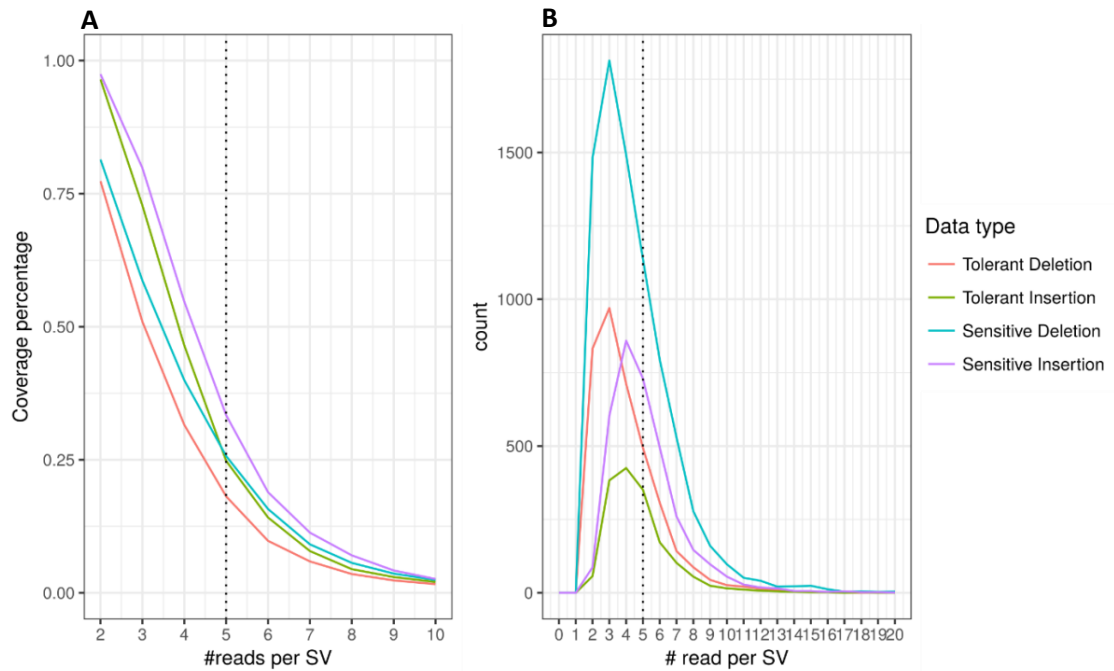 A
B
1.00
0.75
0.50
0.25
0.00
Coverage percentage
2 3 4 5 6 7 8 9 10
#reads per SV
1500
1000
500
0
count
0 1 2 3 4 5 6 7 8 9 10 11 12 13 14 15 16 17 18 19 20
# read per SV
Data type
Tolerant Deletion
Tolerant Insertion
Sensitive Deletion
Sensitive Insertion